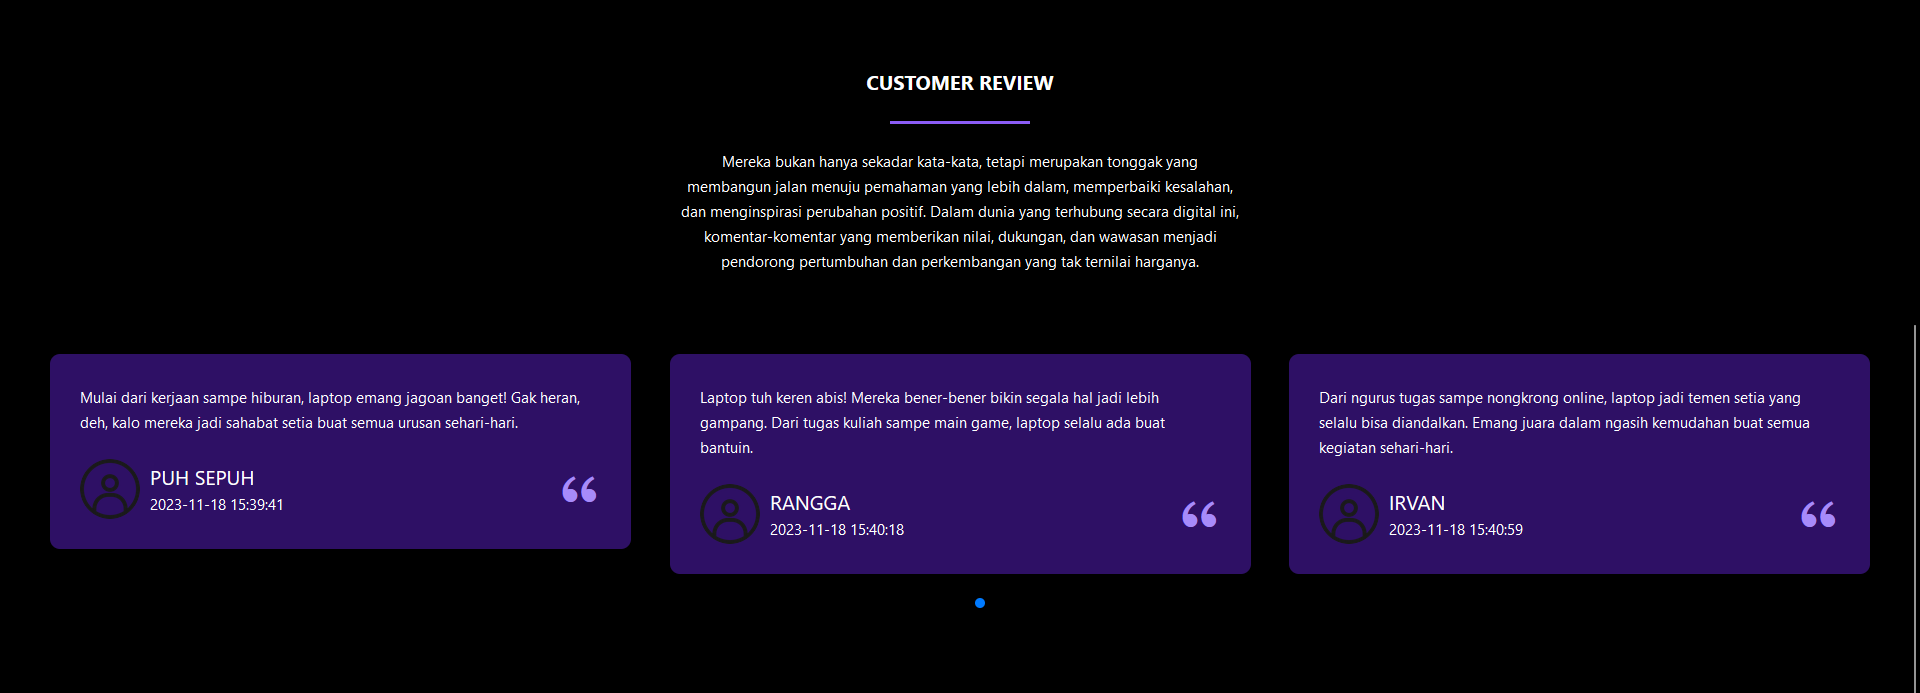 CUSTOMER REVIEW
Mereka bukan hanya sekadar kata-kata, tetapi merupakan tonggak yang
membangun jalan menuju pemahaman yang lebih dalam, memperbaiki kesalahan,
dan menginspirasi perubahan positif. Dalam dunia yang terhubung secara digital ini,
komentar-komentar yang memberikan nilai, dukungan, dan wawasan menjadi
pendorong pertumbuhan dan perkembangan yang tak ternilai harganya.
Mulai dari kerjaan sampe hiburan, laptop emang jagoan banget! Gak heran,
deh, kalo mereka jadi sahabat setia buat semua urusan sehari-hari.
PUH SEPUH
2023-11-18 15:39:41
Laptop tuh keren abis! Mereka bener-bener bikin segala hal jadi lebih
gampang. Dari tugas kuliah sampe main game, laptop selalu ada buat
bantuin.
RANGGA
2023-11-18 15:40:18
Dari ngurus tugas sampe nongkrong online, laptop jadi temen setia yang
selalu bisa diandalkan. Emang juara dalam ngasih kemudahan buat semua
kegiatan sehari-hari.
IRVAN
2023-11-18 15:40:59